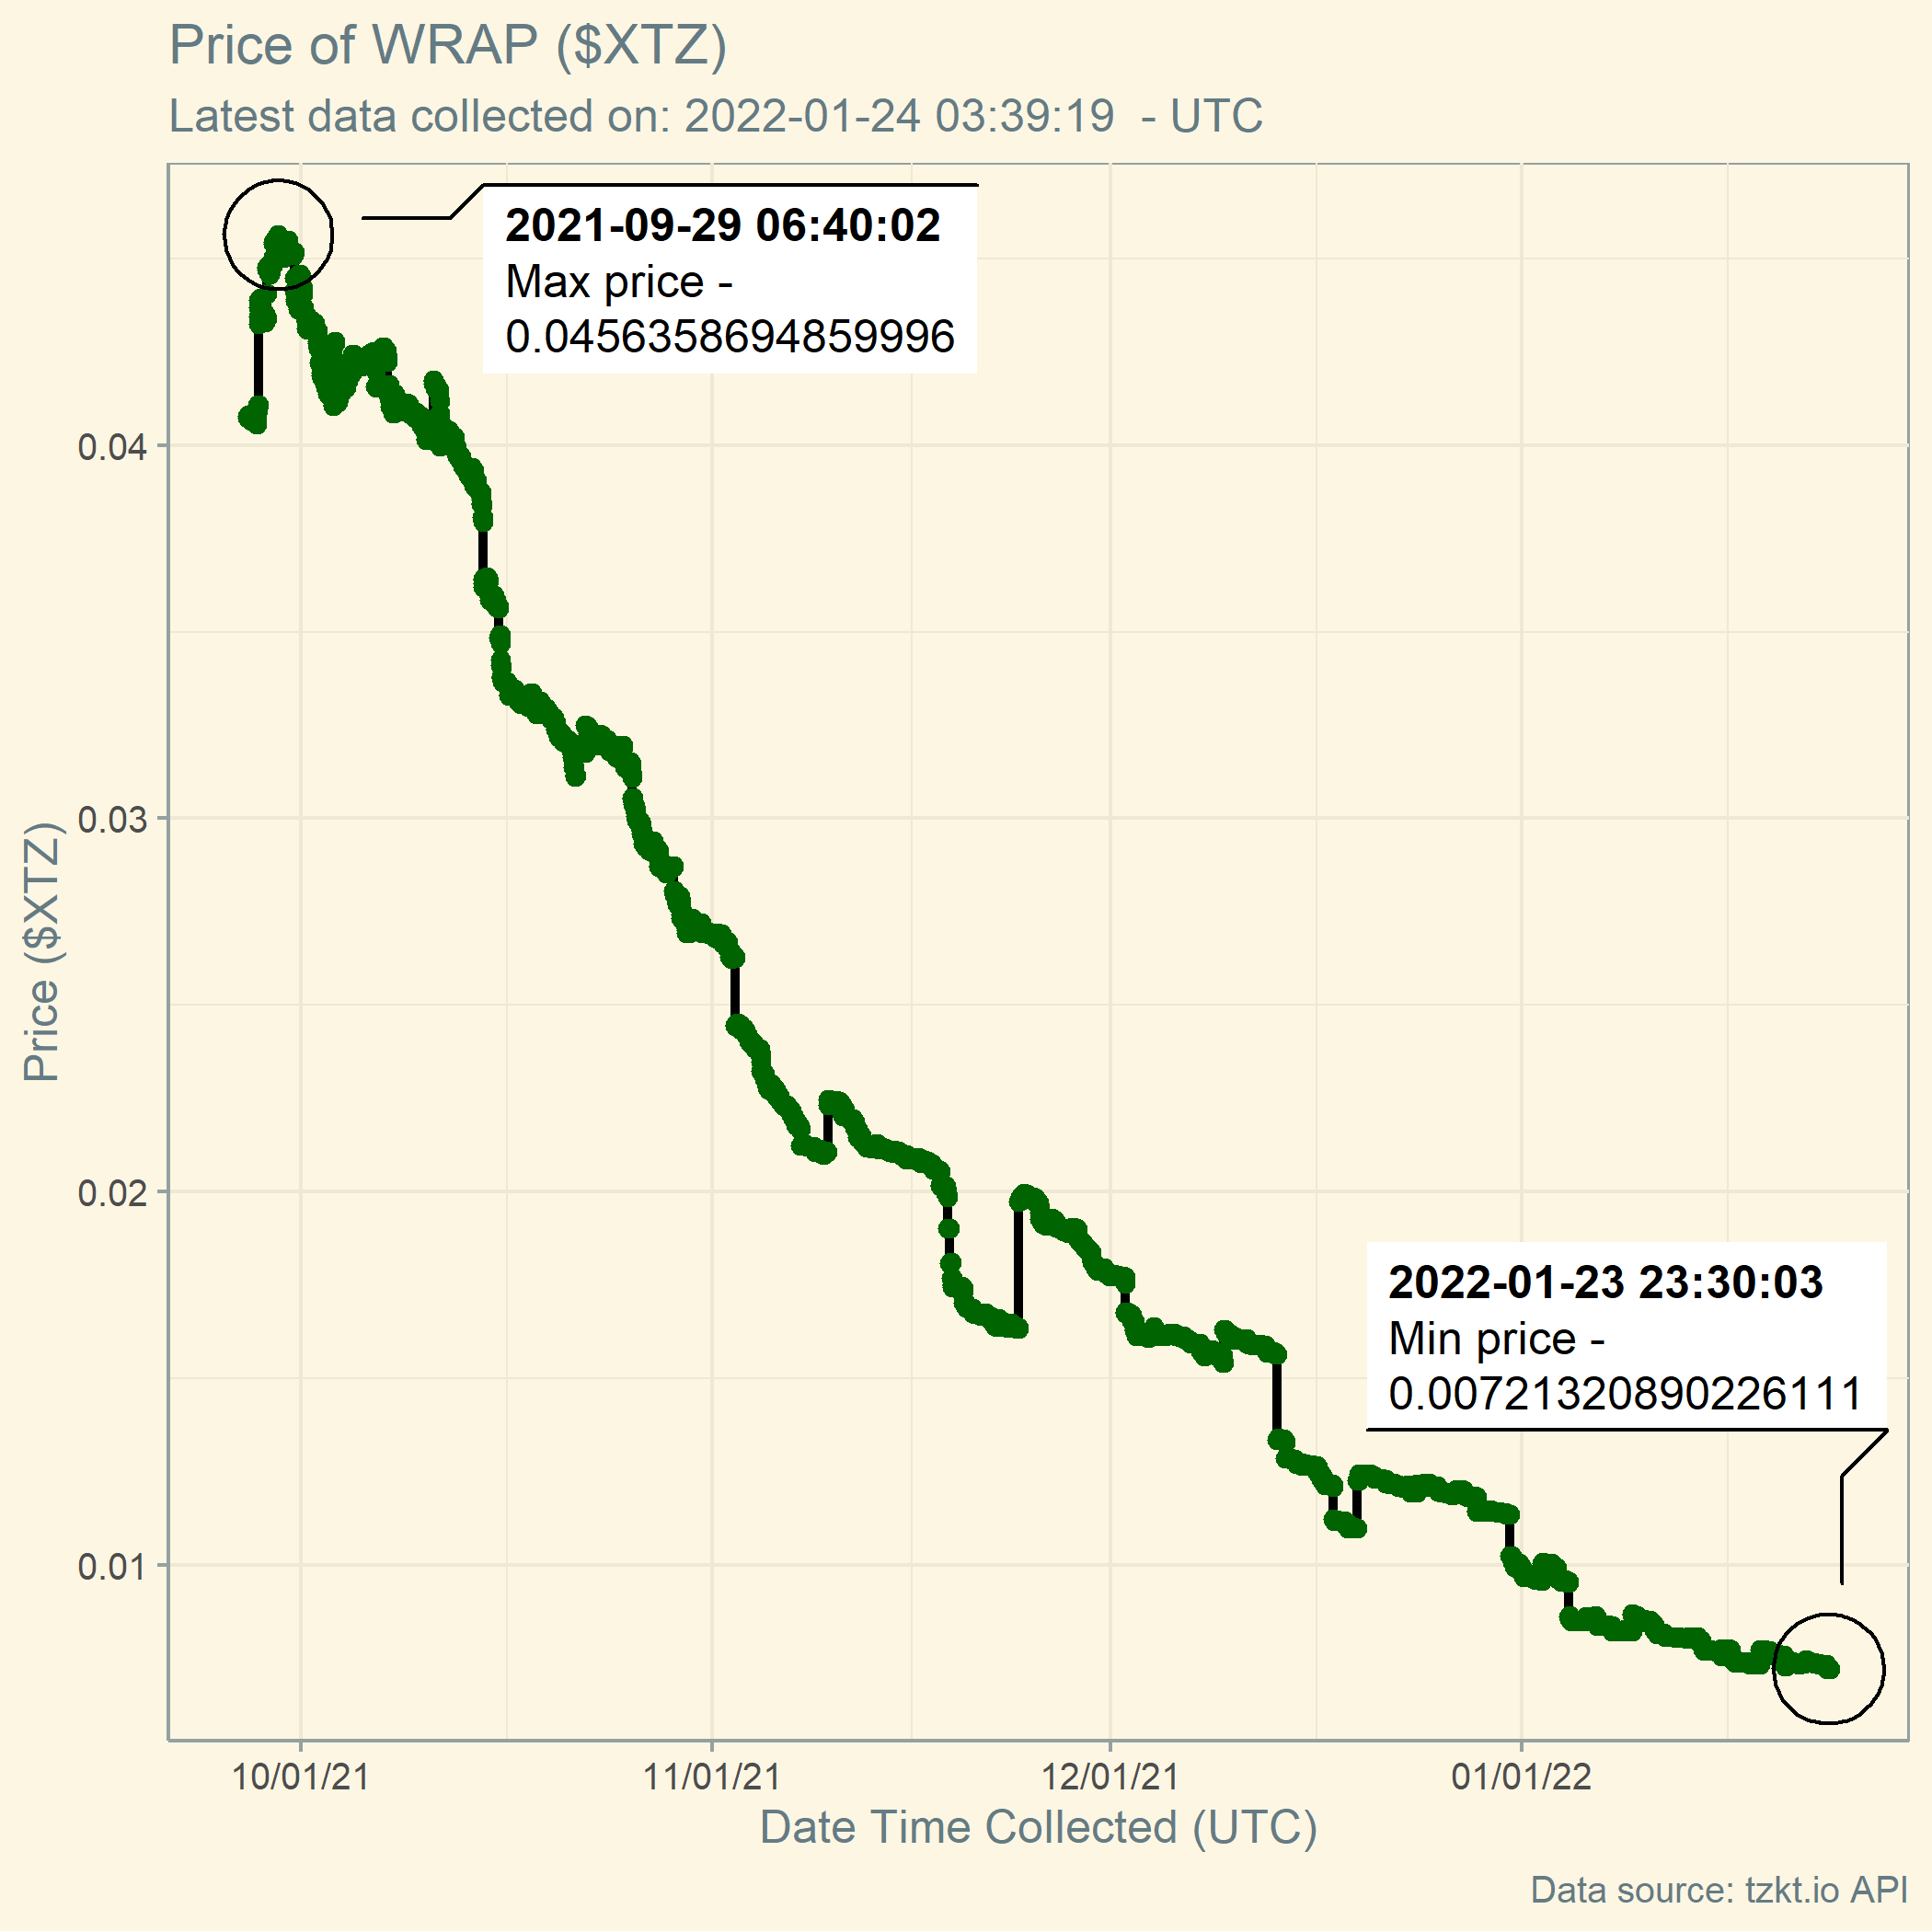 Price of WRAP ($XTZ)
Latest data collected on: 2022-01-24 03:39:19  - UTC
2021-09-29 06:40:02
Max price -
0.0456358694859996
0.04
0.03
0.02
0.01
Price ($XTZ)
2022-01-23 23:30:03
Min price -
0.00721320890226111
10/01/21
11/01/21
12/01/21
01/01/22
Date Time Collected (UTC)
Data source: tzkt.io API